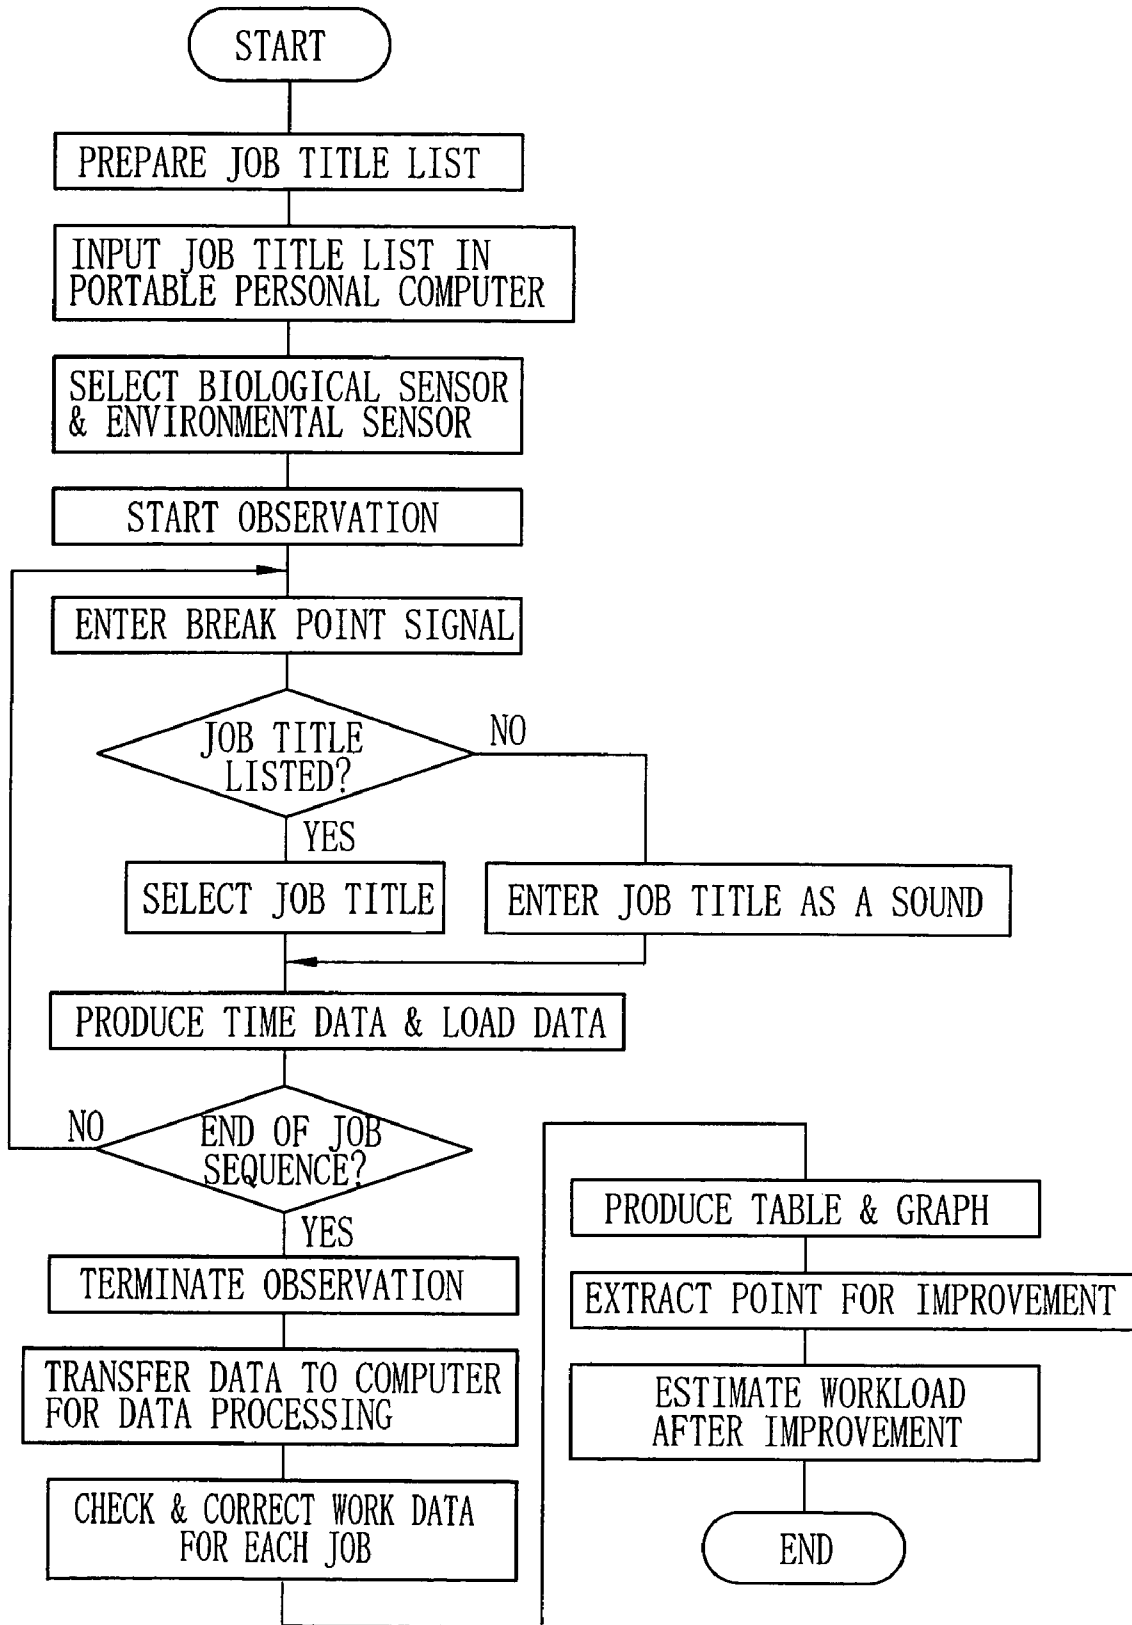 START
PREPARE JOB TITLE LIST
INPUT JOB TITLE LIST IN
PORTABLE PERSONAL COMPUTER
SELECT BIOLOGICAL SENSOR
& ENVIRONMENTAL SENSOR
START OBSERVATION
ENTER BREAK POINT SIGNAL
JOB TITLE
LISTED?
NO
YES
SELECT JOB TITLE
ENTER JOB TITLE AS A SOUND
PRODUCE TIME DATA & LOAD DATA
END OF JOB
SEQUENCE?
NO
YES
TERMINATE OBSERVATION
TRANSFER DATA TO COMPUTER
FOR DATA PROCESSING
CHECK & CORRECT WORK DATA
FOR EACH JOB
PRODUCE TABLE & GRAPH
EXTRACT POINT FOR IMPROVEMENT
ESTIMATE WORKLOAD
AFTER IMPROVEMENT
END